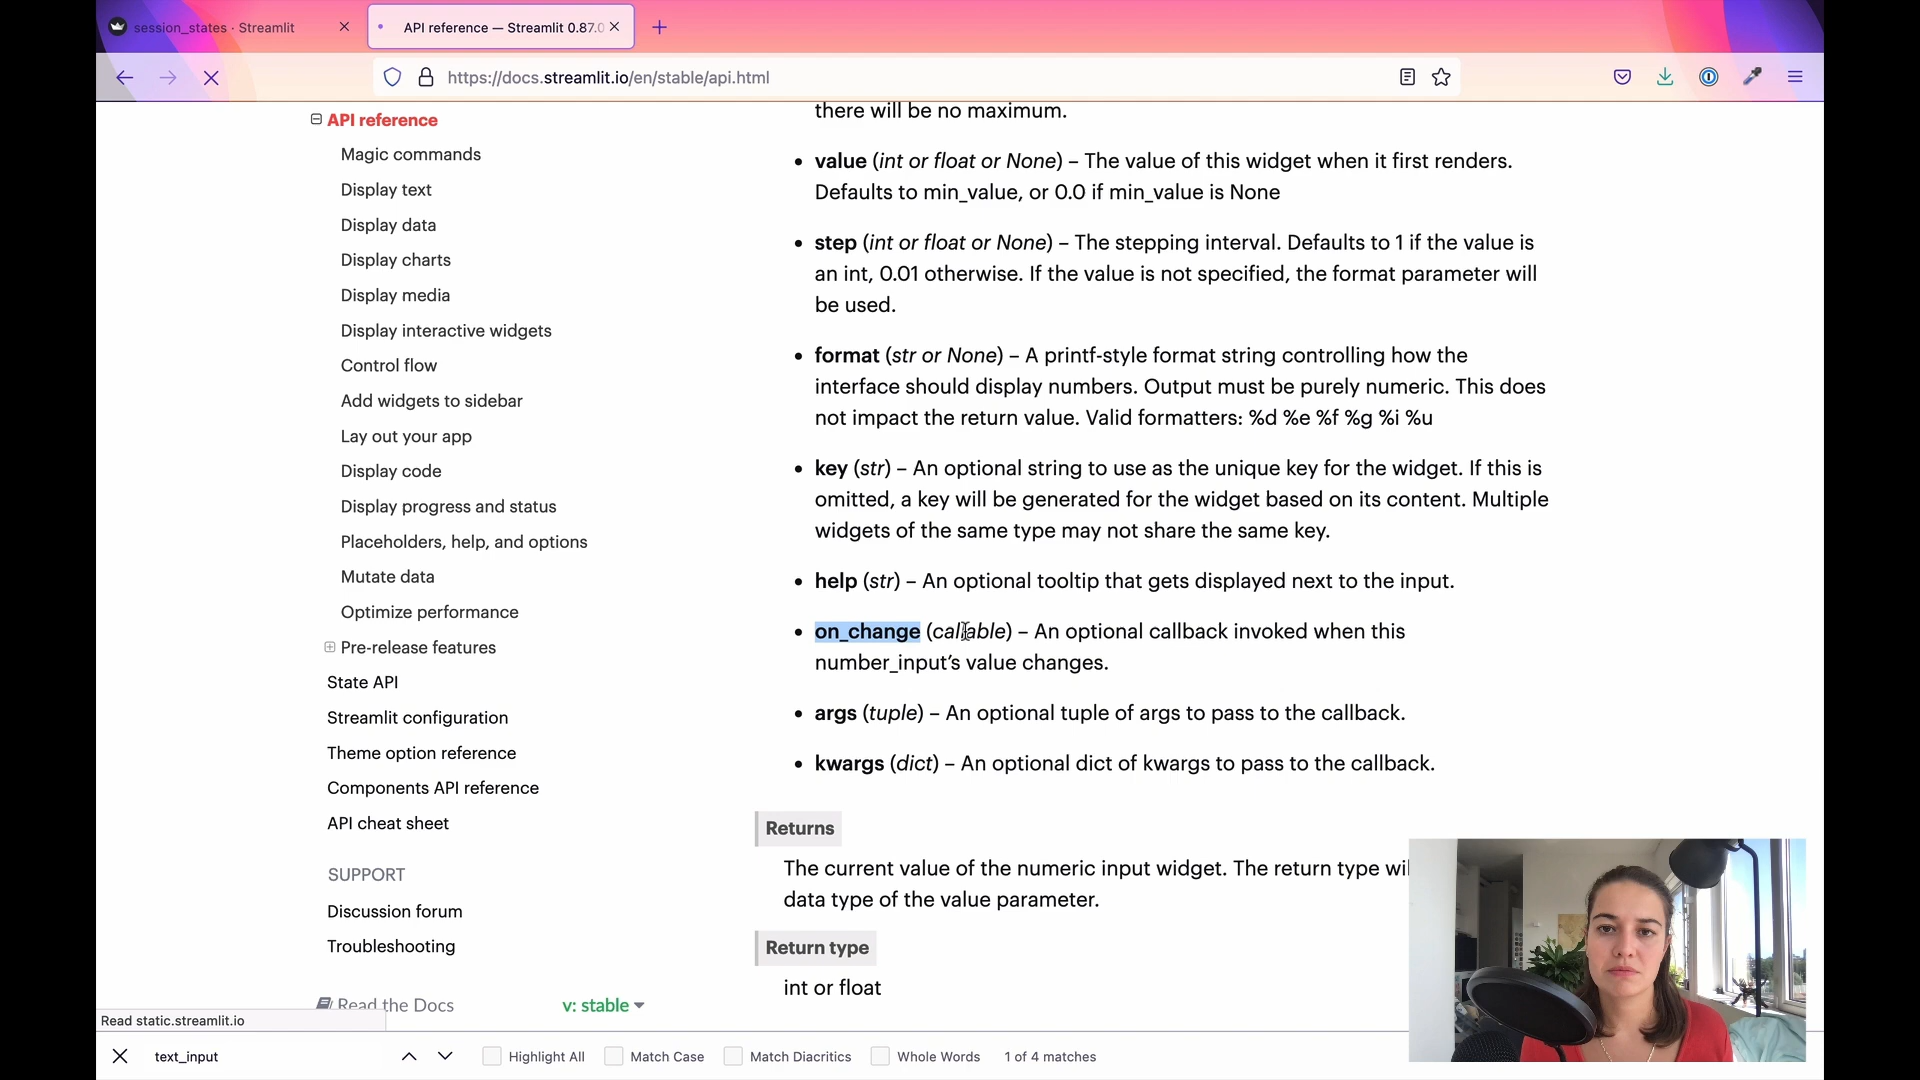 session_states · Streamlit
API reference — Streamlit 0.87.0
https://docs.streamlit.io/en/stable/api.html
API reference
Magic commands
Display text
Display data
Display charts
Display media
Display interactive widgets
Control flow
Add widgets to sidebar
Lay out your app
Display code
Display progress and status
Placeholders, help, and options
Mutate data
Optimize performance
Pre-release features
State API
Streamlit configuration
Theme option reference
Components API reference
API cheat sheet
SUPPORT
Discussion forum
Troubleshooting
Read the Docs
v: stable
there will be no maximum.
• value (int or float or None) – The value of this widget when it first renders.
Defaults to min_value, or 0.0 if min_value is None
• step (int or float or None) – The stepping interval. Defaults to 1 if the value is
an int, 0.01 otherwise. If the value is not specified, the format parameter will
be used.
• format (str or None) – A printf-style format string controlling how the
interface should display numbers. Output must be purely numeric. This does
not impact the return value. Valid formatters: %d %e %f %g %i %u
• key (str) – An optional string to use as the unique key for the widget. If this is
omitted, a key will be generated for the widget based on its content. Multiple
widgets of the same type may not share the same key.
• help (str) – An optional tooltip that gets displayed next to the input.
• on_change (callable) – An optional callback invoked when this
number_input’s value changes.
• args (tuple) – An optional tuple of args to pass to the callback.
• kwargs (dict) – An optional dict of kwargs to pass to the callback.
Returns
The current value of the numeric input widget. The return type
data type of the value parameter.
Return type
int or float
Read static.streamlit.io
text_input
Highlight All
Match Case
Match Diacritics
Whole Words
1 of 4 matches